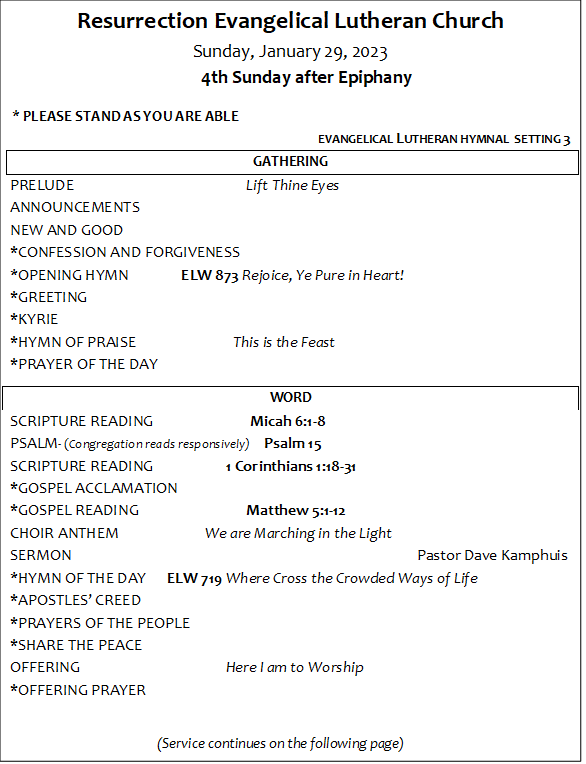 Resurrection Evangelical Lutheran Church
Sunday, January 29, 2023
4th Sunday after Epiphany
* PLEASE STAND AS YOU ARE ABLE
EVANGELICAL LUTHERAN HYMNAL SETTING 3
GATHERING
PRELUDE Lift Thine Eyes
ANNOUNCEMENTS
NEW AND GOOD
*CONFESSION AND FORGIVENESS
*OPENING HYMN ELW 873 Rejoice, Ye Pure in Heart!
*GREETING
*KYRIE
*HYMN OF PRAISE This is the Feast
*PRAYER OF THE DAY
WORD
SCRIPTURE READING Micah 6:1-8
PSALM- (Congregation reads responsively) Psalm 15
SCRIPTURE READING 1 Corinthians 1:18-31
*GOSPEL ACCLAMATION
*GOSPEL READING Matthew 5:1-12
CHOIR ANTHEM We are Marching in the Light
SERMON Pastor Dave Kamphuis
*HYMN OF THE DAY ELW 719 Where Cross the Crowded Ways of Life
*APOSTLES’ CREED
*PRAYERS OF THE PEOPLE
*SHARE THE PEACE
OFFERING Here I am to Worship
*OFFERING PRAYER
(Service continues on the following page)